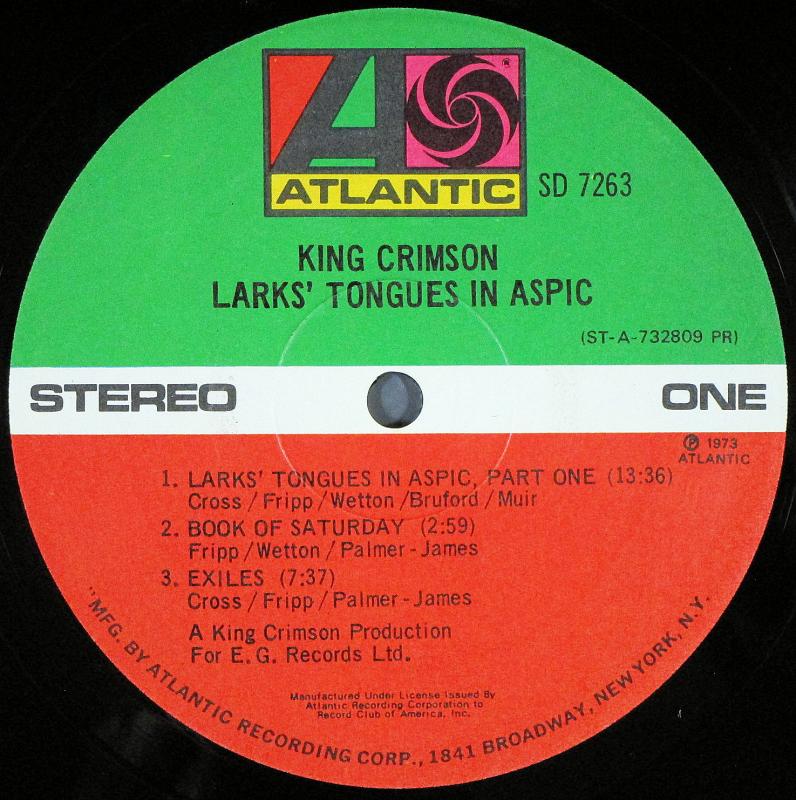 ATLANTIC
SD 7263
KING CRIMSON
LARKS' TONGUES IN ASPIC
(ST-A-732809 PR)
STEREO
ONE
℗ 1973
ATLANTIC
1. LARKS' TONGUES IN ASPIC, PART ONE (13:36)
Cross / Fripp / Wetton / Bruford / Muir
2. BOOK OF SATURDAY (2:59)
Fripp / Wetton / Palmer-James
3. EXILES (7:37)
Cross / Fripp / Palmer-James
A King Crimson Production
For E. G. Records Ltd.
Manufactured Under License Issued By
Atlantic Recording Corporation to
Record Club of America, Inc.
"MFG. BY ATLANTIC RECORDING CORP., 1841 BROADWAY, NEW YORK, N.Y.